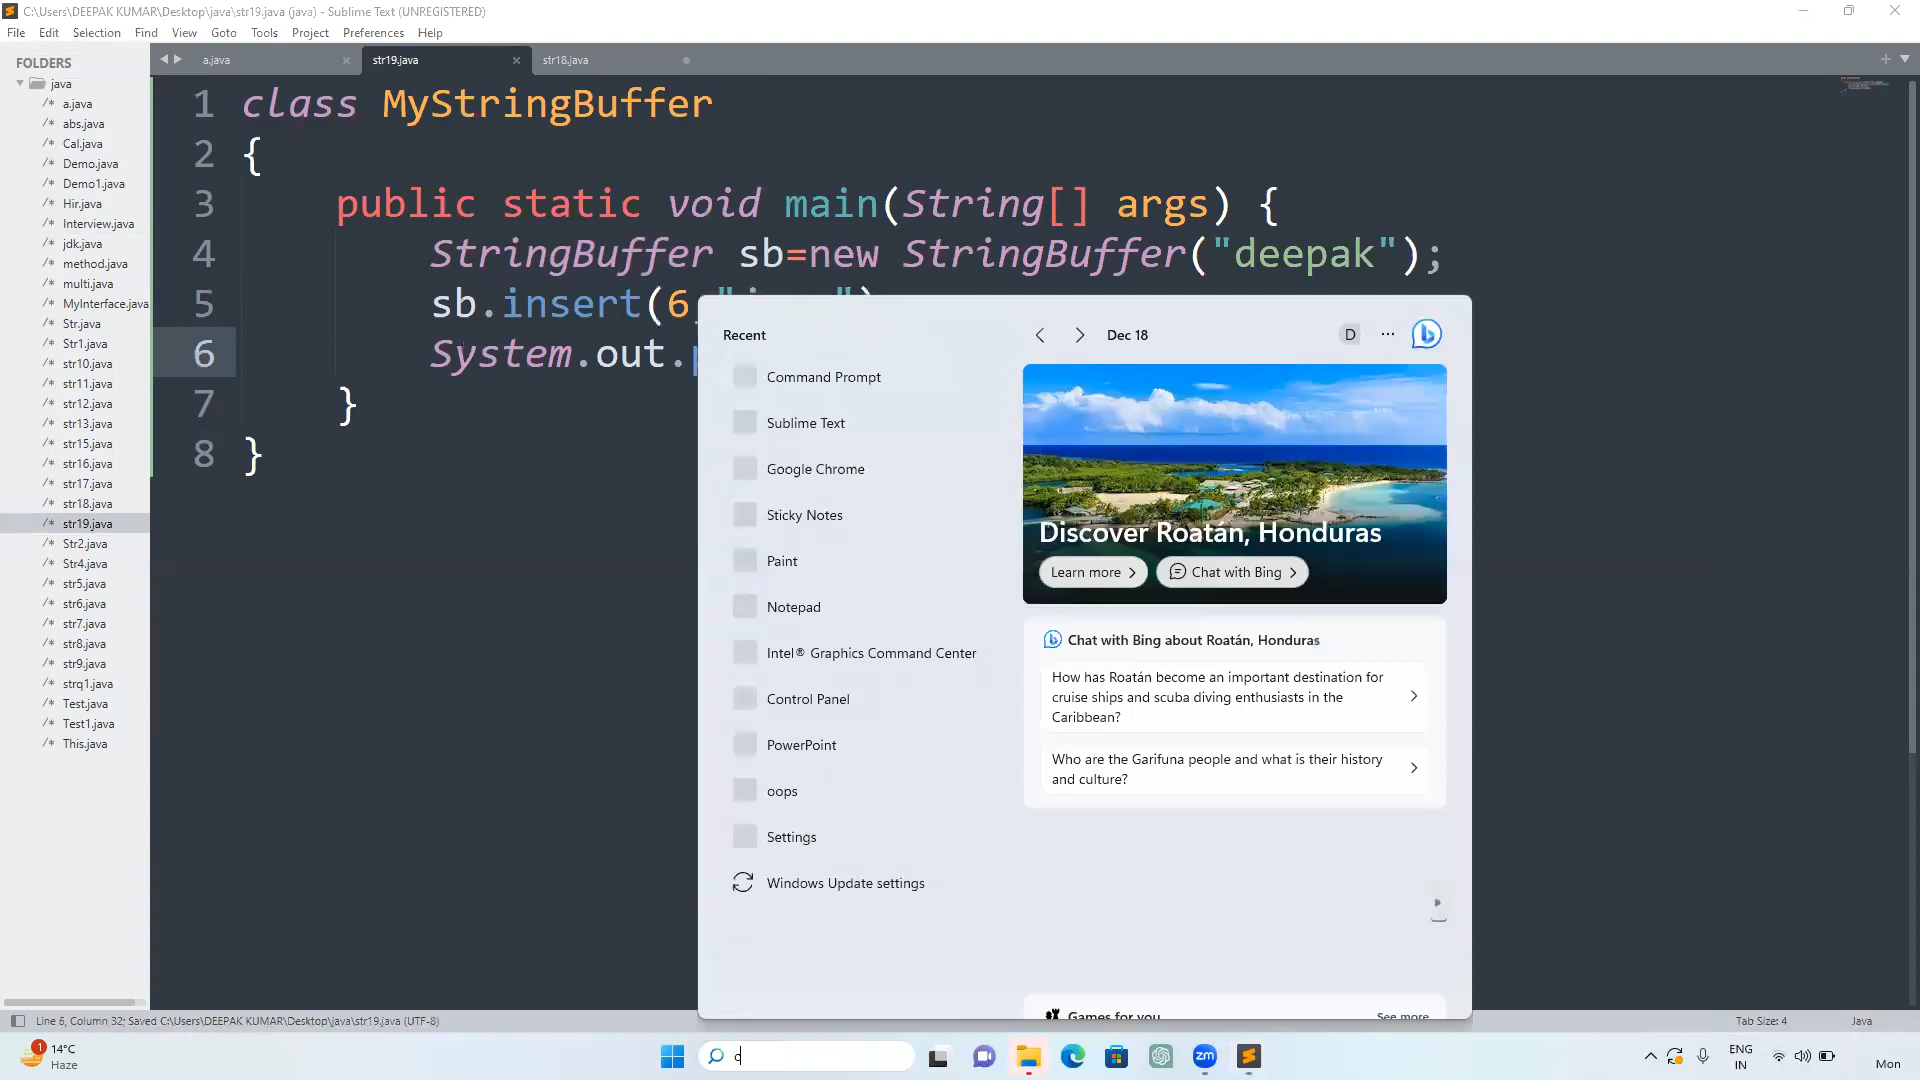 C:\Users\DEEPAK KUMAR\Desktop\java\str19.java (java) - Sublime Text (UNREGISTERED)
File Edit Selection Find View Goto Tools Project Preferences Help
FOLDERS
java
a.java
abs.java
Cal.java
Demo.java
Demo1.java
Hir.java
Interview.java
jdk.java
method.java
multi.java
MyInterface.java
Str.java
Str1.java
str10.java
str11.java
str12.java
str13.java
str15.java
str16.java
str17.java
str18.java
str19.java
Str2.java
Str4.java
str5.java
str6.java
str7.java
str8.java
str9.java
strq1.java
Test.java
Test1.java
This.java
a.java str19.java str18.java
1 class MyStringBuffer
2 {
3 public static void main(String[] args) {
4 StringBuffer sb=new StringBuffer("deepak");
5 sb.insert(6
6 System.out.
7 }
8 }
Recent
Command Prompt
Sublime Text
Google Chrome
Sticky Notes
Paint
Notepad
Intel® Graphics Command Center
Control Panel
PowerPoint
oops
Settings
Windows Update settings
Dec 18
D
Discover Roatán, Honduras
Learn more
Chat with Bing
Chat with Bing about Roatán, Honduras
How has Roatán become an important destination for
cruise ships and scuba diving enthusiasts in the
Caribbean?
Who are the Garifuna people and what is their history
and culture?
Games for you See more
Line 6, Column 32; Saved C:\Users\DEEPAK KUMAR\Desktop\java\str19.java (UTF-8)
Tab Size: 4 Java
1
14°C
Haze
c
zm
ENG
IN
Mon